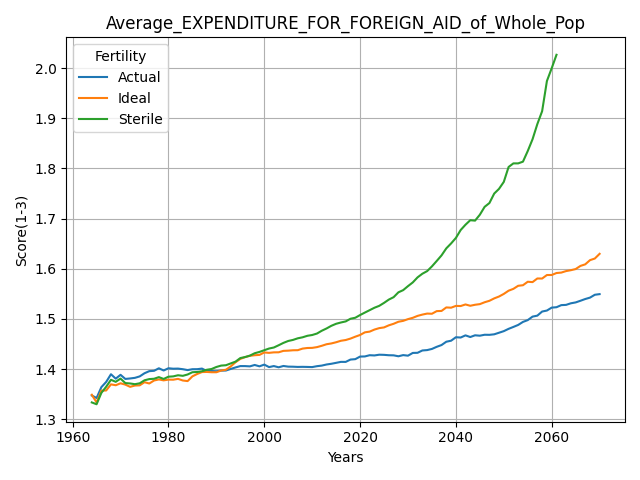 Average_EXPENDITURE_FOR_FOREIGN_AID_of_Whole_Pop
Fertility
Actual
Ideal
Sterile
Score(1-3)
2.0
1.9
1.8
1.7
1.6
1.5
1.4
1.3
1960 1980 2000 2020 2040 2060
Years